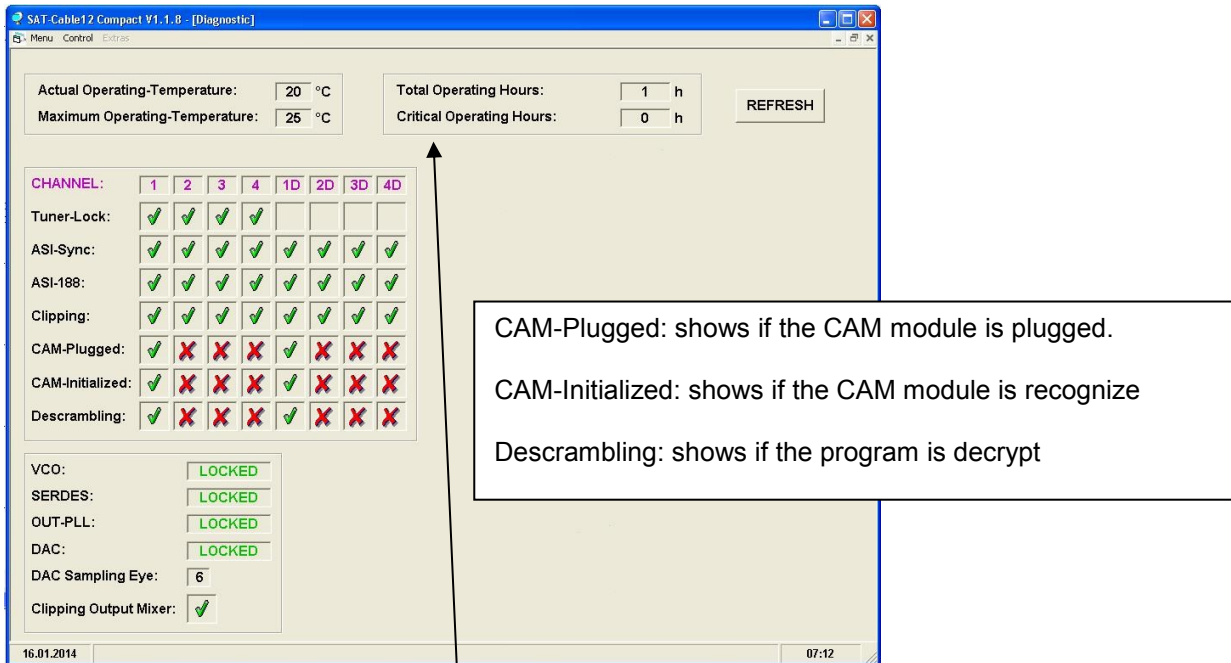 SAT-Cable12 Compact V1.1.8 - [Diagnostic]
Menu Control Extras
Actual Operating-Temperature: 20 °C
Maximum Operating-Temperature: 25 °C
Total Operating Hours: 1 h
Critical Operating Hours: 0 h
REFRESH
CHANNEL: 1 2 3 4 1D 2D 3D 4D
Tuner-Lock:
ASI-Sync:
ASI-188:
Clipping:
CAM-Plugged:
CAM-Initialized:
Descrambling:
CAM-Plugged: shows if the CAM module is plugged.
CAM-Initialized: shows if the CAM module is recognize
Descrambling: shows if the program is decrypt
VCO: LOCKED
SERDES: LOCKED
OUT-PLL: LOCKED
DAC: LOCKED
DAC Sampling Eye: 6
Clipping Output Mixer:
16.01.2014 07:12